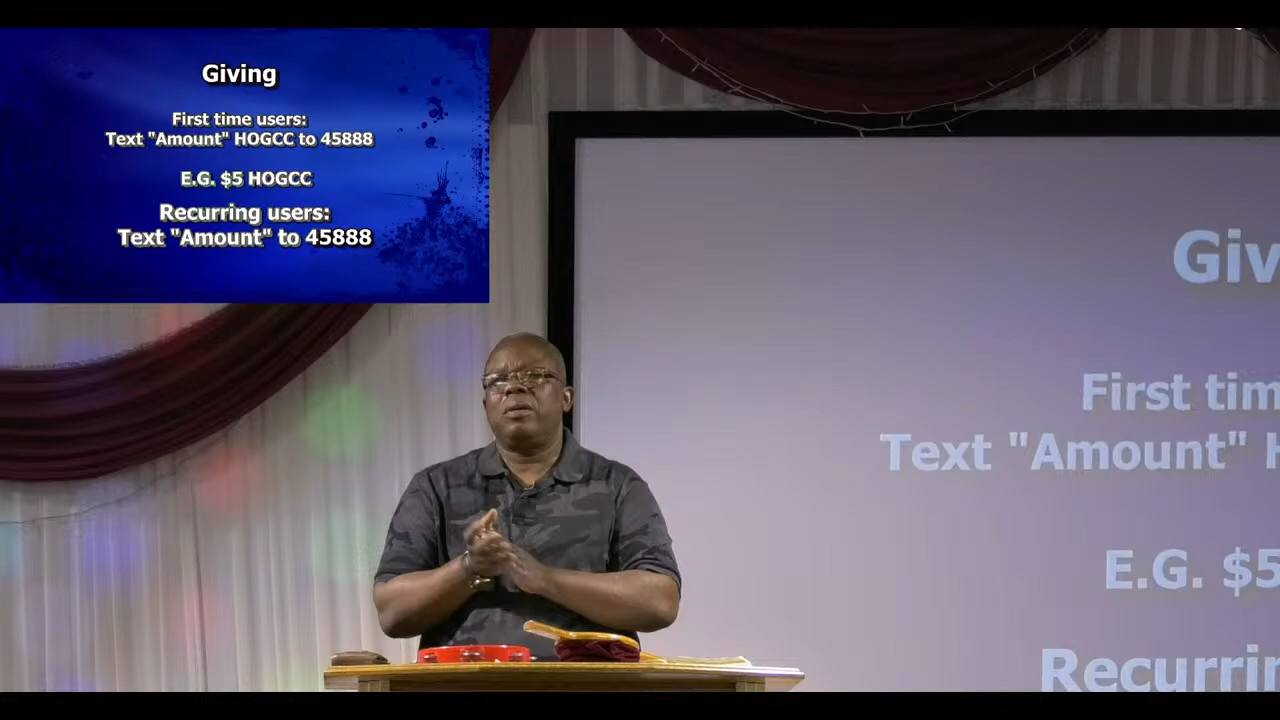 Giving
First time users:
Text "Amount" HOGCC to 45888
E.G. $5 HOGCC
Recurring users:
Text "Amount" to 45888
Giv
First tim
Text "Amount" H
E.G. $5
Recurrin